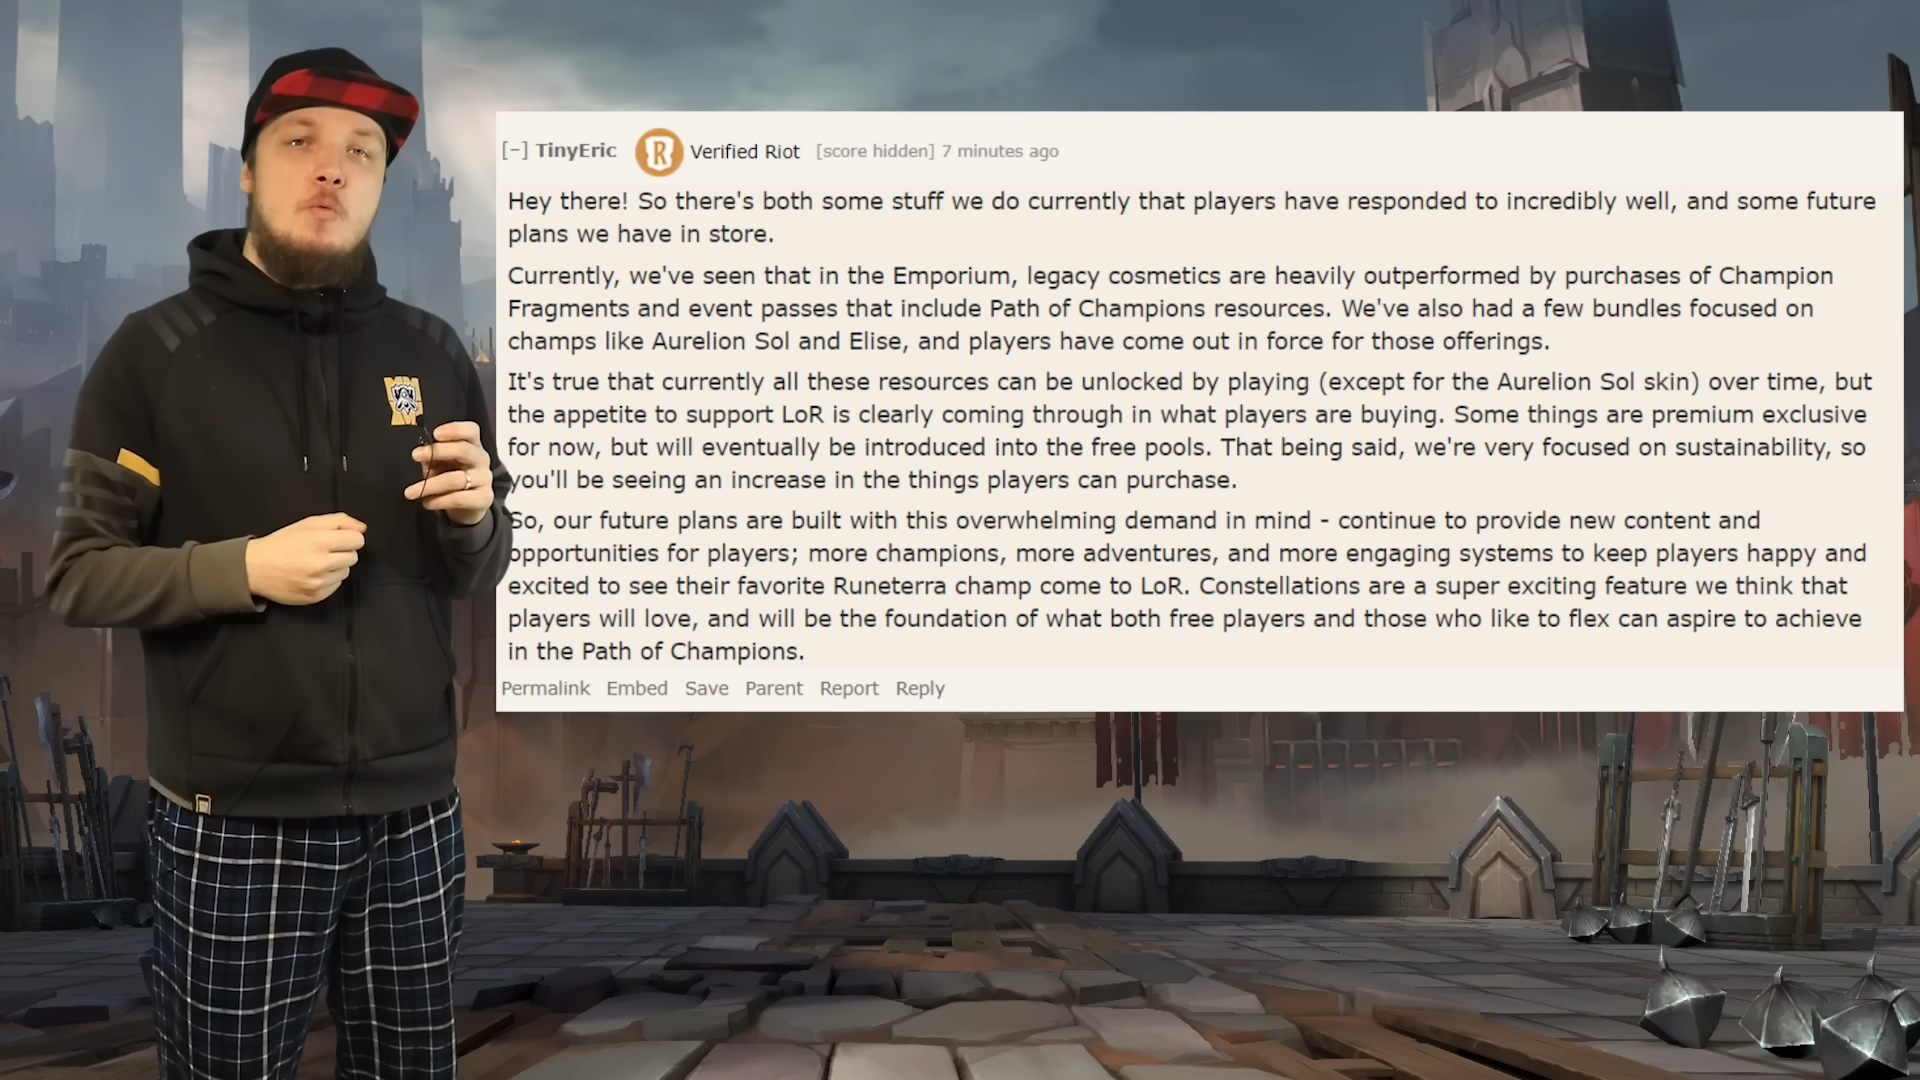 [−] TinyEric R Verified Riot [score hidden] 7 minutes ago
Hey there! So there's both some stuff we do currently that players have responded to incredibly well, and some future
plans we have in store.
Currently, we've seen that in the Emporium, legacy cosmetics are heavily outperformed by purchases of Champion
Fragments and event passes that include Path of Champions resources. We've also had a few bundles focused on
champs like Aurelion Sol and Elise, and players have come out in force for those offerings.
It's true that currently all these resources can be unlocked by playing (except for the Aurelion Sol skin) over time, but
the appetite to support LoR is clearly coming through in what players are buying. Some things are premium exclusive
for now, but will eventually be introduced into the free pools. That being said, we're very focused on sustainability, so
you'll be seeing an increase in the things players can purchase.
So, our future plans are built with this overwhelming demand in mind - continue to provide new content and
opportunities for players; more champions, more adventures, and more engaging systems to keep players happy and
excited to see their favorite Runeterra champ come to LoR. Constellations are a super exciting feature we think that
players will love, and will be the foundation of what both free players and those who like to flex can aspire to achieve
in the Path of Champions.
Permalink Embed Save Parent Report Reply